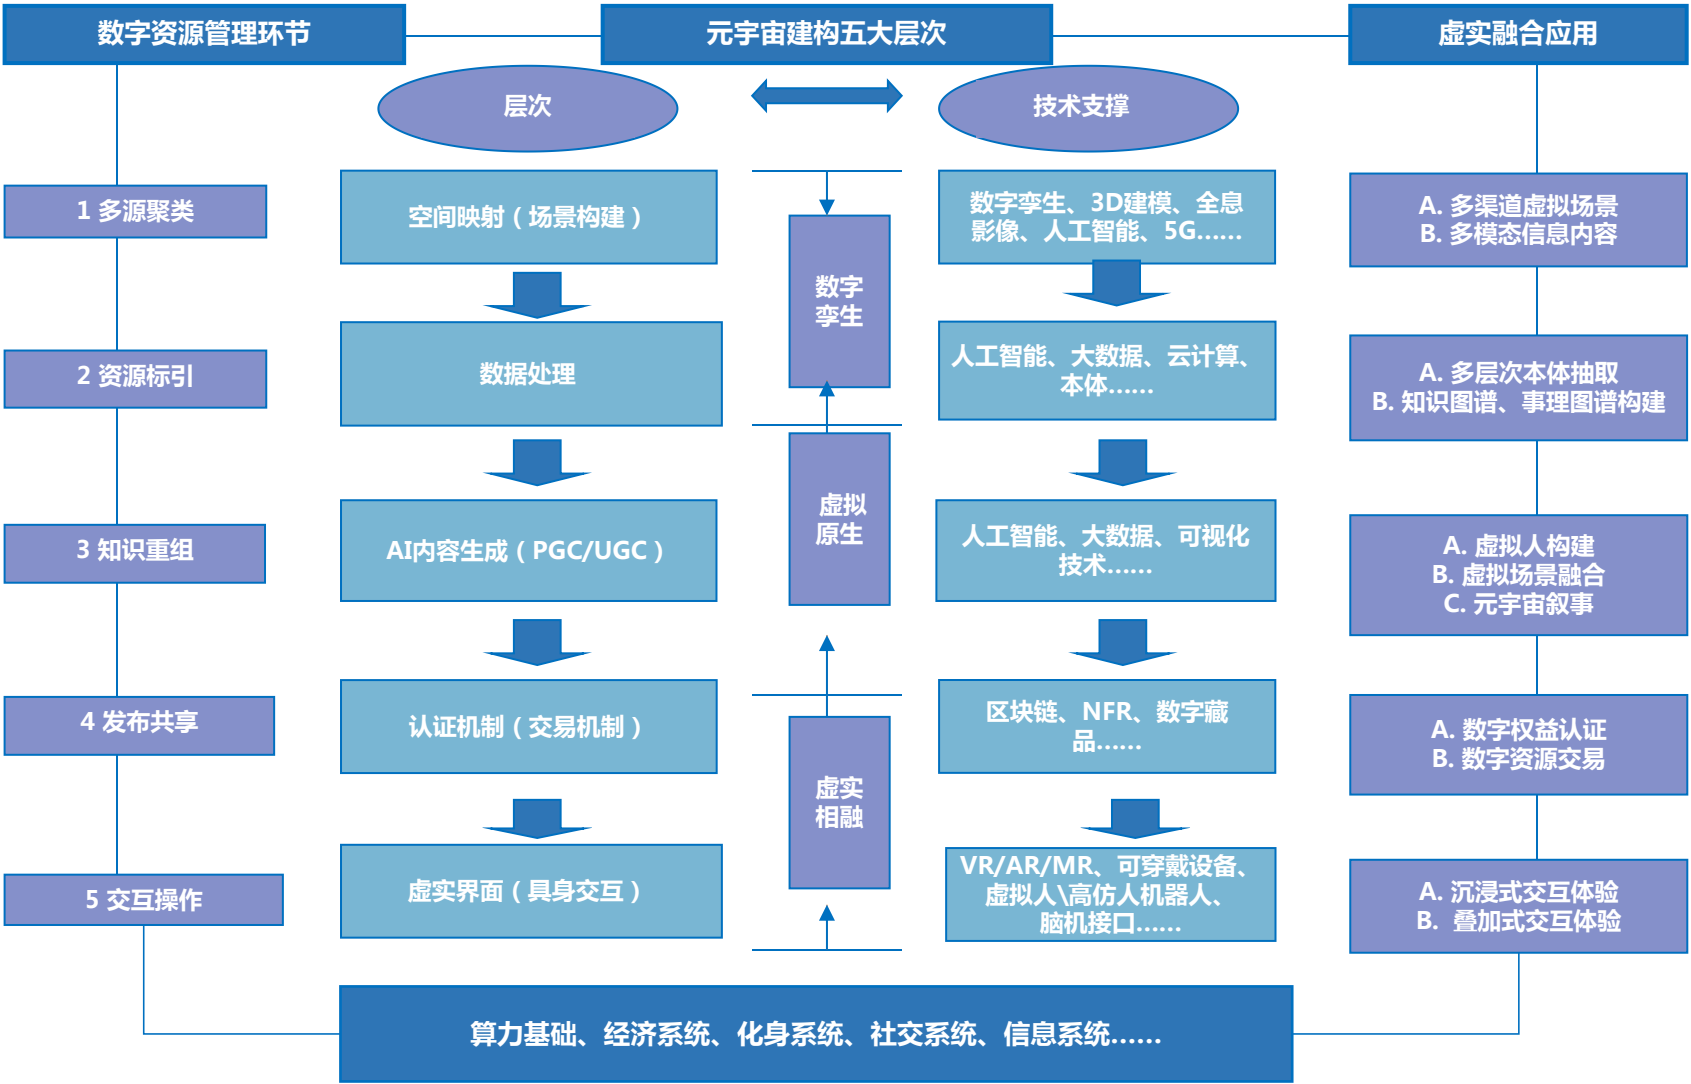 数字资源管理环节
元宇宙建构五大层次
虚实融合应用
层次
技术支撑
1 多源聚类
空间映射（场景构建）
数字孪生、3D建模、全息
影像、人工智能、5G……
A. 多渠道虚拟场景
B. 多模态信息内容
数字
孪生
2 资源标引
数据处理
人工智能、大数据、云计算、
本体……
A. 多层次本体抽取
B. 知识图谱、事理图谱构建
虚拟
原生
3 知识重组
AI内容生成（PGC/UGC）
人工智能、大数据、可视化
技术……
A. 虚拟人构建
B. 虚拟场景融合
C. 元宇宙叙事
4 发布共享
认证机制（交易机制）
区块链、NFR、数字藏
品……
A. 数字权益认证
B. 数字资源交易
虚实
相融
5 交互操作
虚实界面（具身交互）
VR/AR/MR、可穿戴设备、
虚拟人\高仿人机器人、
脑机接口……
A. 沉浸式交互体验
B. 叠加式交互体验
算力基础、经济系统、化身系统、社交系统、信息系统……